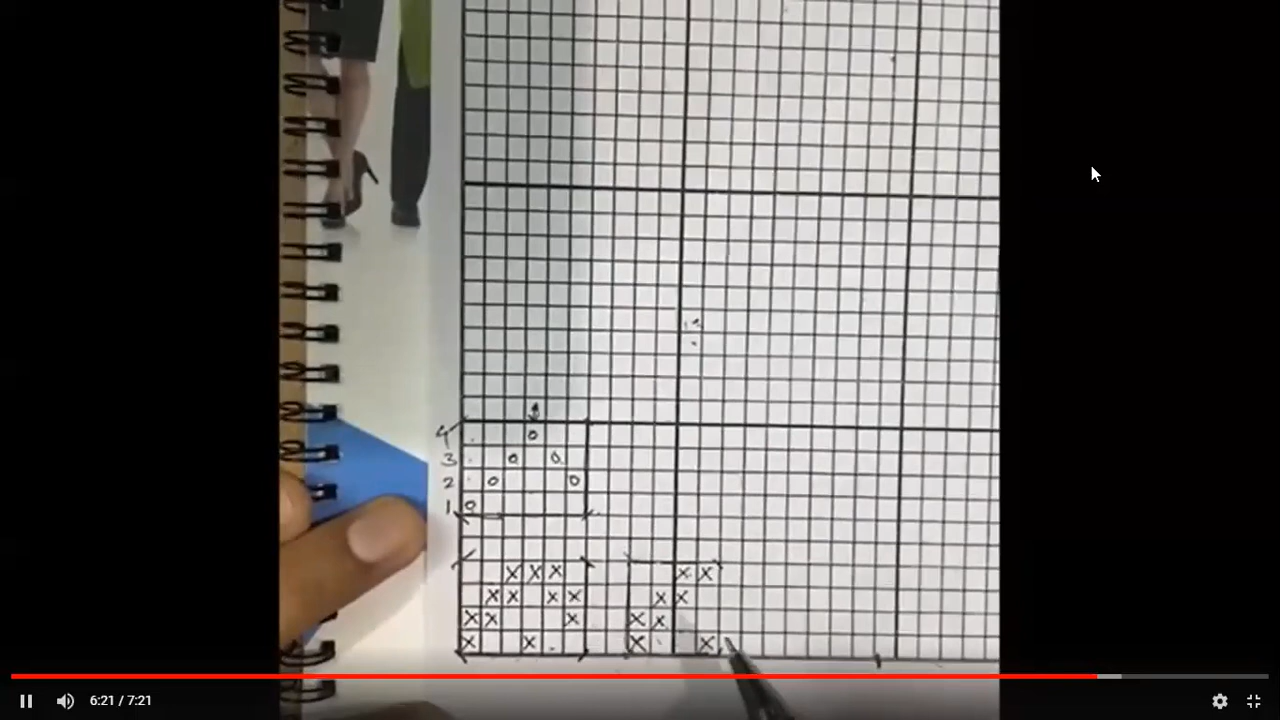 4 o
3 o o
2 o o
1 o
X X X X X
X X X X X X
X X X X X
X X X X
6:21 / 7:21